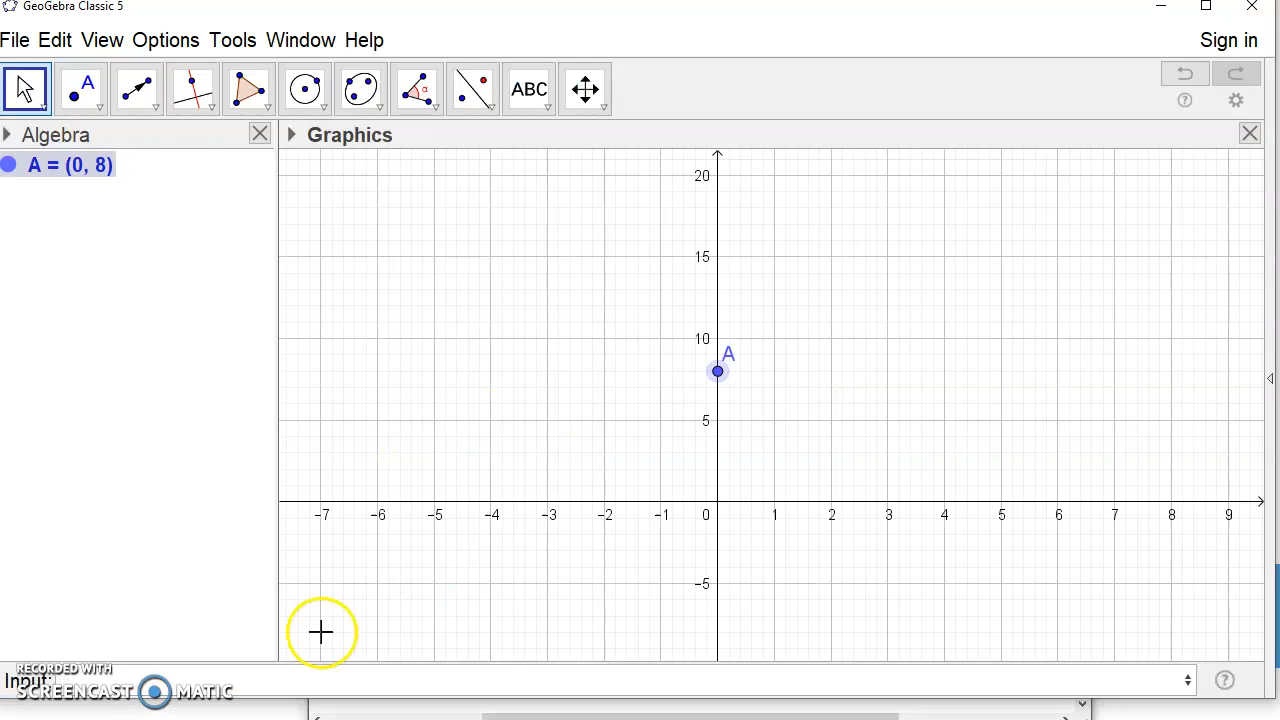 GeoGebra Classic 5
File Edit View Options Tools Window Help Sign in
A α ABC
Algebra Graphics
A = (0, 8)
20
15
10
A
5
−7 −6 −5 −4 −3 −2 −1 0 1 2 3 4 5 6 7 8 9
−5
RECORDED WITH
Input:
SCREENCAST MATIC